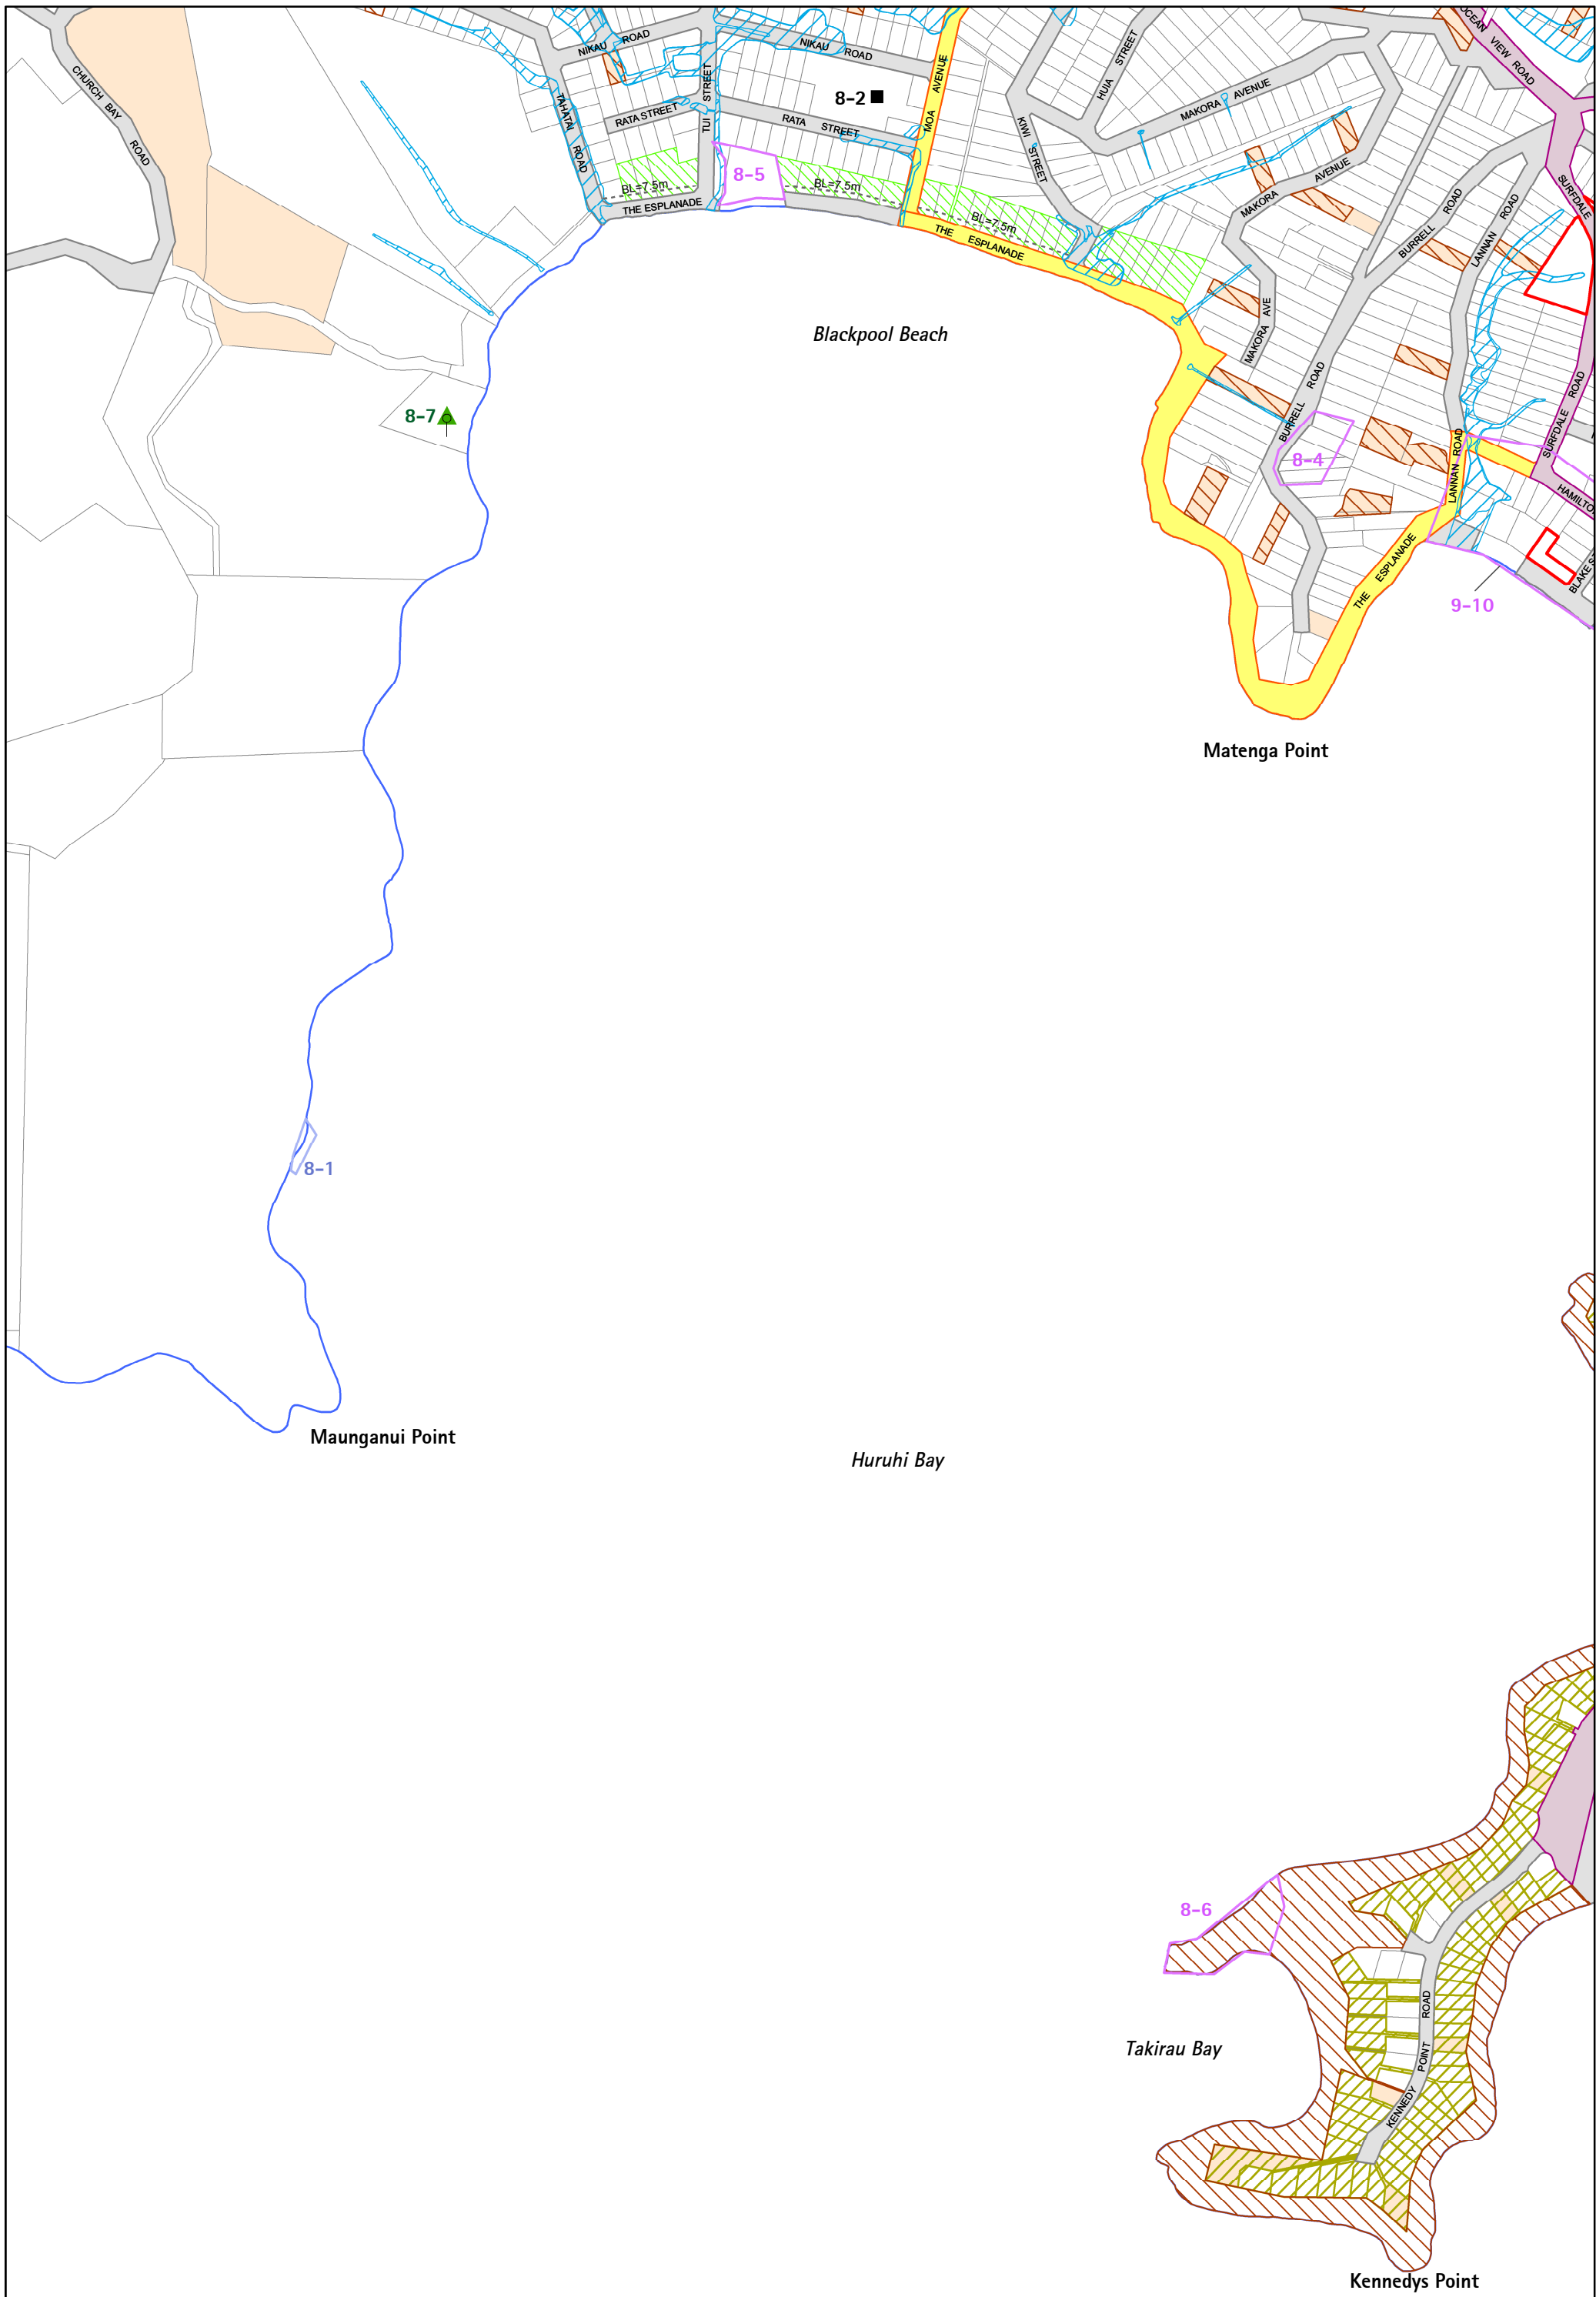 OCEAN VIEW ROAD
NIKAU ROAD
NIKAU ROAD
CHURCH BAY ROAD
TAHATAI ROAD
TUI STREET
8-2
MOA AVENUE
HUIA STREET
MAKORA AVENUE
RATA STREET
RATA STREET
KIWI STREET
8-5
BL=7.5m
BL=7.5m
BL=7.5m
THE ESPLANADE
THE ESPLANADE
MAKORA AVENUE
BURRELL ROAD
LANNAN ROAD
SURFDALE
MAKORA AVE
Blackpool Beach
8-7
BURRELL ROAD
SURFDALE ROAD
8-4
LANNAN ROAD
HAMILTO
THE ESPLANADE
BLAKE S
9-10
Matenga Point
8-1
Maunganui Point
Huruhi Bay
8-6
Takirau Bay
KENNEDY POINT ROAD
Kennedys Point